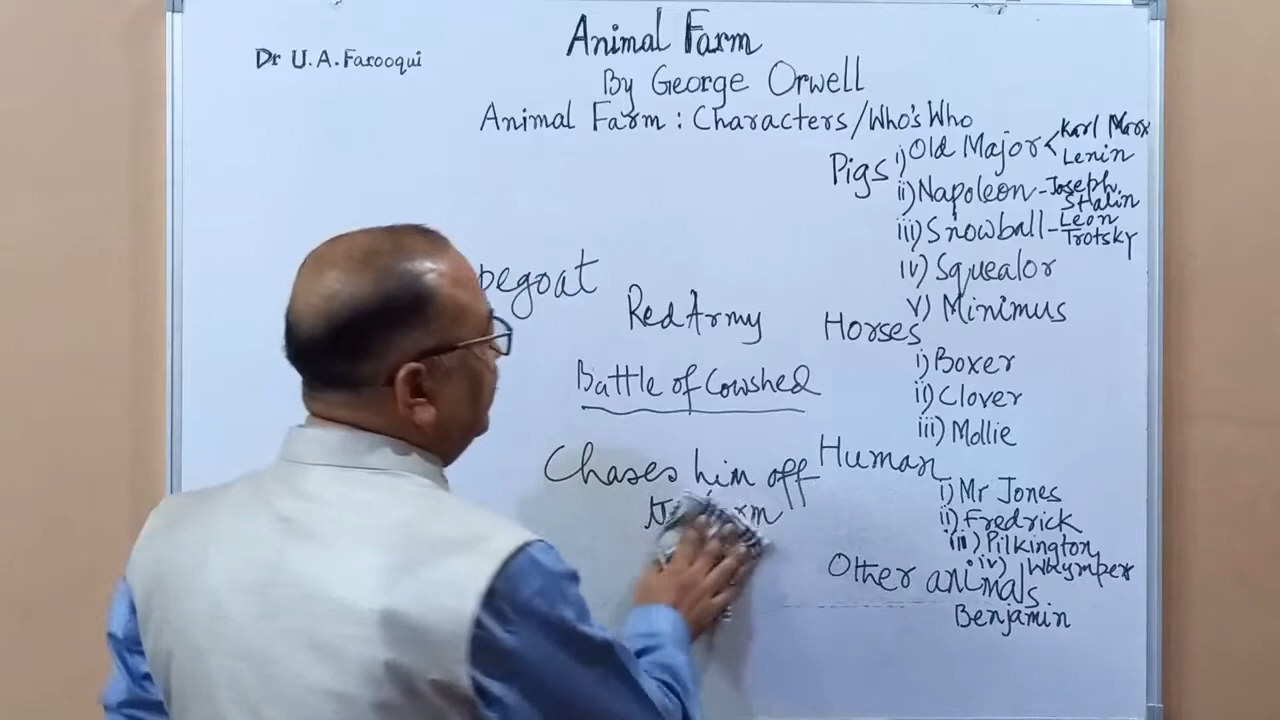 Dr U.A.Farooqui
Animal Farm
By George Orwell
Animal Farm : Characters/Who's Who
Pigs
i) Old Major < Karl Marx
Lenin
ii) Napoleon - Joseph Stalin
iii) Snowball - Leon Trotsky
iv) Squealor
v) Minimus
Horses
i) Boxer
ii) Clover
iii) Mollie
Human
i) Mr Jones
ii) Fredrick
iii) Pilkington
iv) Whymper
Other animals
Benjamin
pegoat
Red Army
Battle of Cowshed
Chases him off